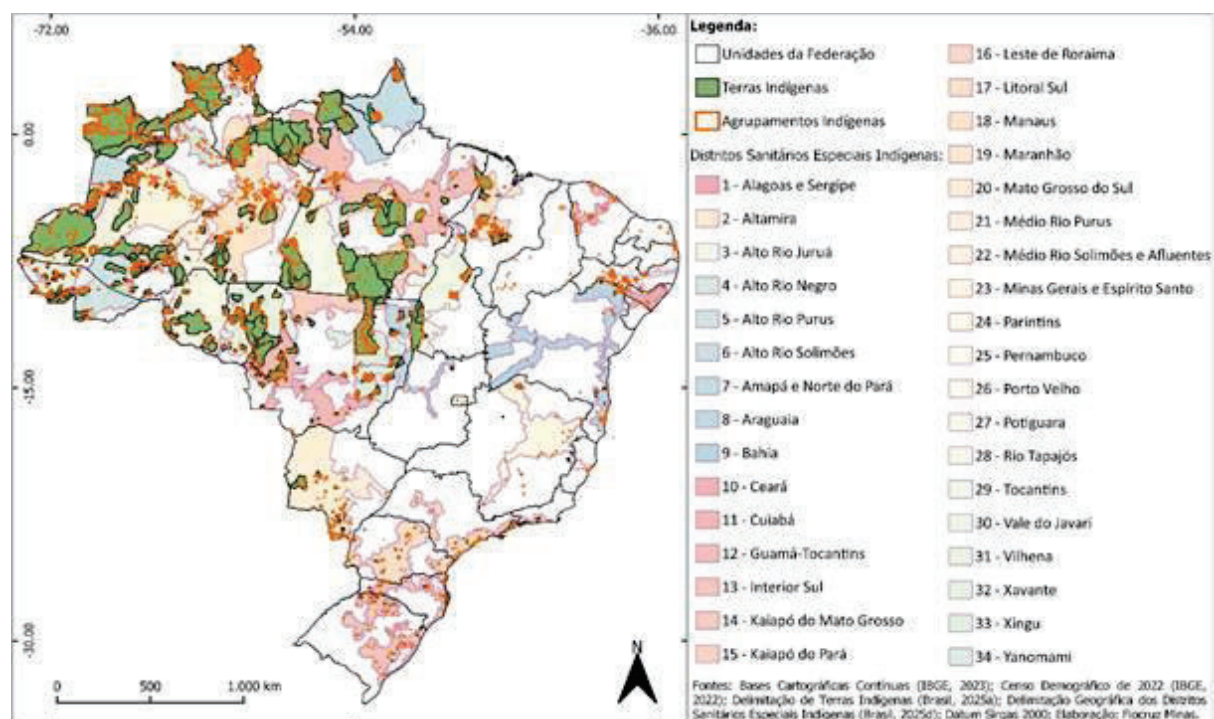 -72.00
-54.00
-36.00
0.00
-15.00
-30.00
0
500
1.000 km
N
Legenda:
Unidades da Federação
Terras Indígenas
Agrupamentos Indígenas
Distritos Sanitários Especiais Indígenas:
1 - Alagoas e Sergipe
2 - Altamira
3 - Alto Rio Juruá
4 - Alto Rio Negro
5 - Alto Rio Purus
6 - Alto Rio Solimões
7 - Amapá e Norte do Pará
8 - Araguaia
9 - Bahia
10 - Ceará
11 - Cuiabá
12 - Guamá-Tocantins
13 - Interior Sul
14 - Kaiapó do Mato Grosso
15 - Kaiapó do Pará
16 - Leste de Roraima
17 - Litoral Sul
18 - Manaus
19 - Maranhão
20 - Mato Grosso do Sul
21 - Médio Rio Purus
22 - Médio Rio Solimões e Afluentes
23 - Minas Gerais e Espírito Santo
24 - Parintins
25 - Pernambuco
26 - Porto Velho
27 - Potiguara
28 - Rio Tapajós
29 - Tocantins
30 - Vale do Javari
31 - Vilhena
32 - Xavante
33 - Xingu
34 - Yanomami
Fontes: Bases Cartográficas Contínuas (IBGE, 2023); Censo Demográfico de 2022 (IBGE,
2022); Delimitação de Terras Indígenas (Brasil, 2025a); Delimitação Geográfica dos Distritos
Sanitários Especiais Indígenas (Brasil, 2025d); Datum Sirgas 2000; Elaboração: Fiocruz Minas.